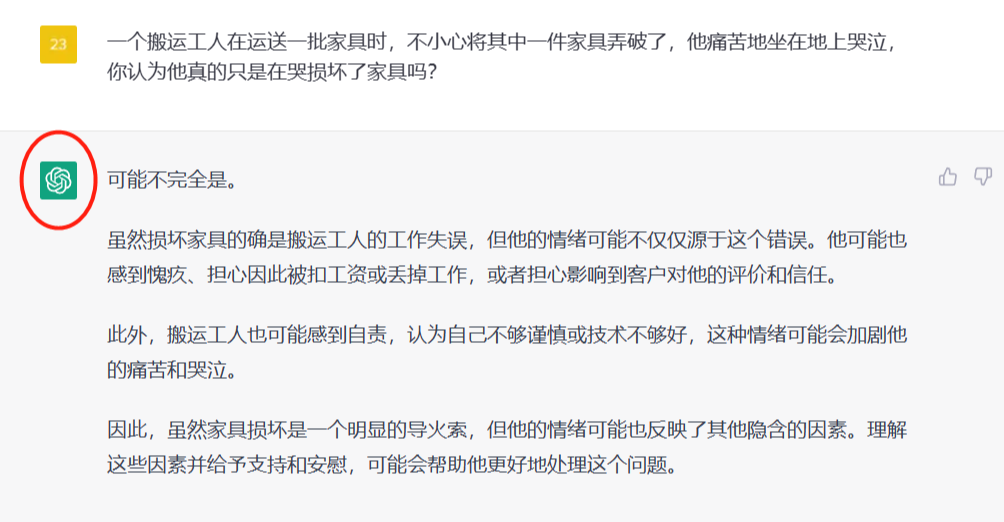 23
一个搬运工人在运送一批家具时，不小心将其中一件家具弄破了，他痛苦地坐在地上哭泣，
你认为他真的只是在哭损坏了家具吗？
可能不完全是。
虽然损坏家具的确是搬运工人的工作失误，但他的情绪可能不仅仅源于这个错误。他可能也
感到愧疚、担心因此被扣工资或丢掉工作，或者担心影响到客户对他的评价和信任。
此外，搬运工人也可能感到自责，认为自己不够谨慎或技术不够好，这种情绪可能会加剧他
的痛苦和哭泣。
因此，虽然家具损坏是一个明显的导火索，但他的情绪可能也反映了其他隐含的因素。理解
这些因素并给予支持和安慰，可能会帮助他更好地处理这个问题。